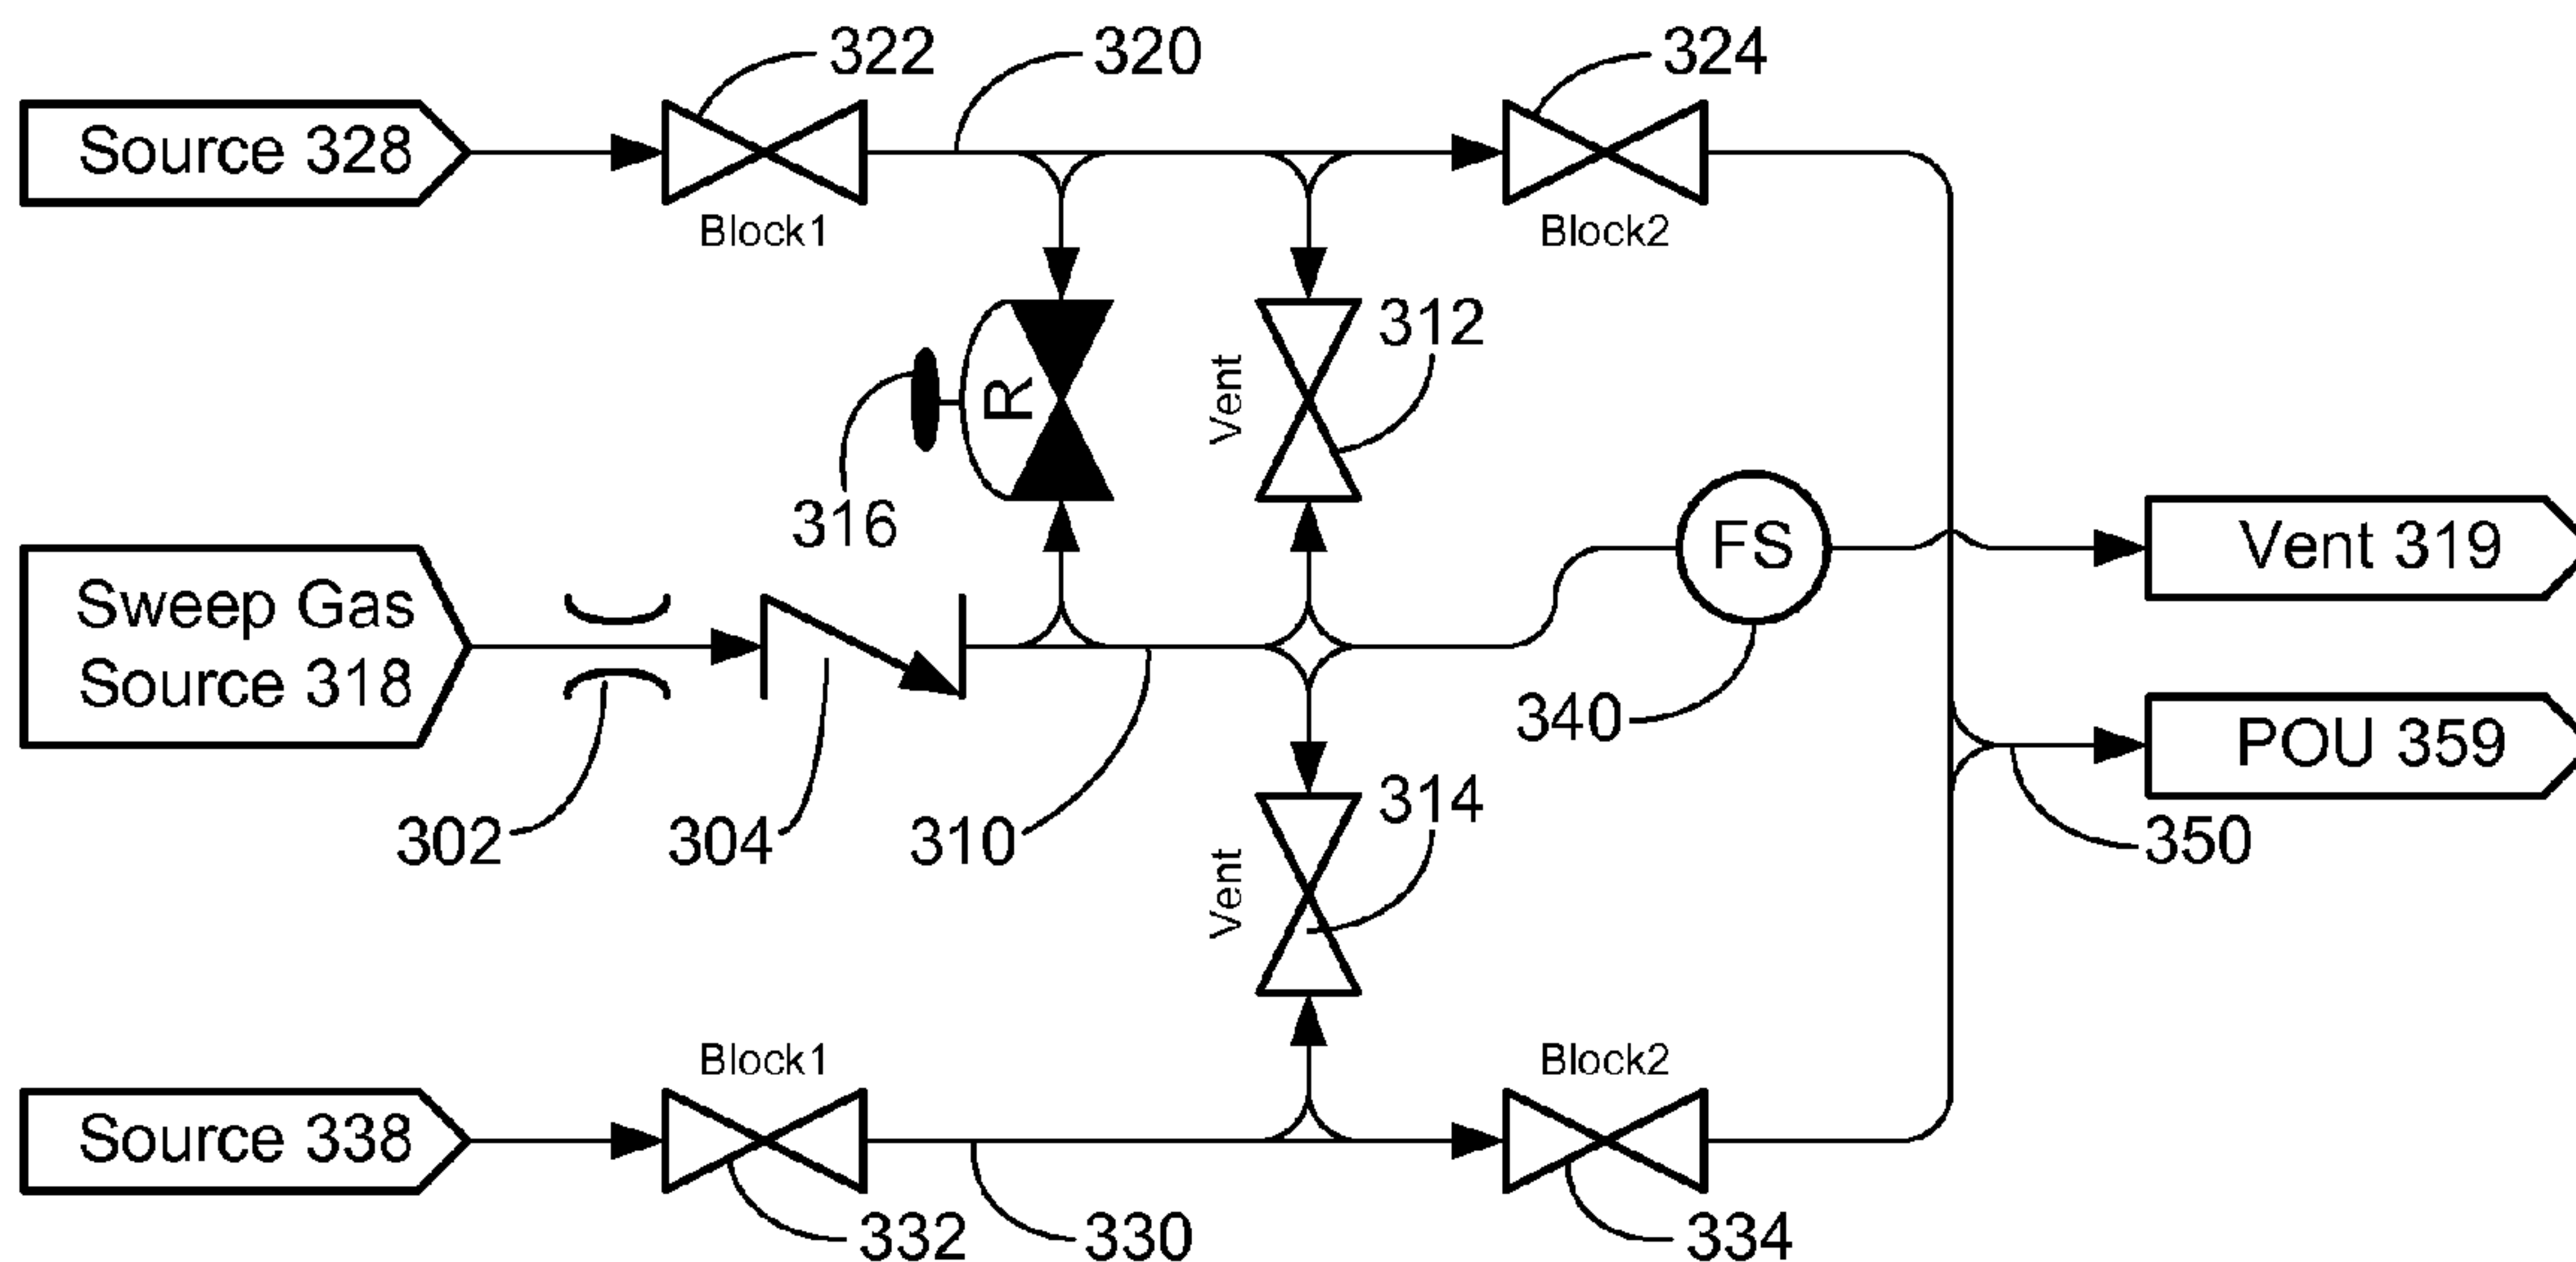 322
320
324
Source 328
Block1
Block2
R
Vent
312
316
FS
Vent 319
Sweep Gas
Source 318
340
POU 359
302
304
310
314
350
Vent
Block1
Block2
Source 338
332
330
334